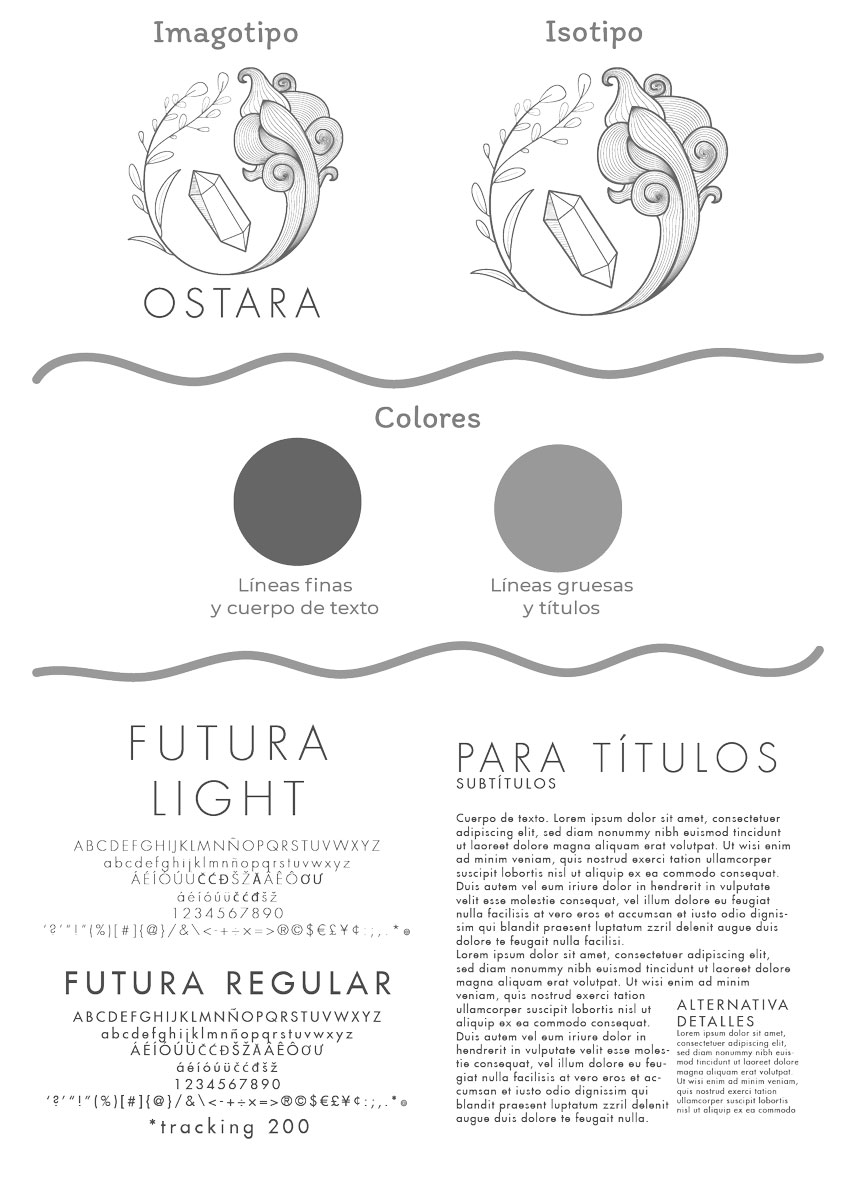 Imagotipo
Isotipo
OSTARA
Colores
Líneas finas
y cuerpo de texto
Líneas gruesas
y títulos
FUTURA
LIGHT
ABCDEFGHIJKLMNÑOPQRSTUVWXYZ
abcdefghijklmnñopqrstuvwxyz
ÁÉÍÓÚÜČĆĐŠŽÂÊÔƠƯ
áéíóúüčćđšž
1234567890
‘?’“!”(%)[#]{@}/&\<-+÷×=>®©$€£¥¢:;,.*
FUTURA REGULAR
ABCDEFGHIJKLMNÑOPQRSTUVWXYZ
abcdefghijklmnñopqrstuvwxyz
ÁÉÍÓÚÜČĆĐŠŽÂÊÔƠƯ
áéíóúüčćđšž
1234567890
‘?’“!”(%)[#]{@}/&\<-+÷×=>®©$€£¥¢:;,.*
*tracking 200
PARA TÍTULOS
SUBTÍTULOS
Cuerpo de texto. Lorem ipsum dolor sit amet, consectetuer
adipiscing elit, sed diam nonummy nibh euismod tincidunt
ut laoreet dolore magna aliquam erat volutpat. Ut wisi enim
ad minim veniam, quis nostrud exerci tation ullamcorper
suscipit lobortis nisl ut aliquip ex ea commodo consequat.
Duis autem vel eum iriure dolor in hendrerit in vulputate
velit esse molestie consequat, vel illum dolore eu feugiat
nulla facilisis at vero eros et accumsan et iusto odio dignis-
sim qui blandit praesent luptatum zzril delenit augue duis
dolore te feugait nulla facilisi.
Lorem ipsum dolor sit amet, consectetuer adipiscing elit,
sed diam nonummy nibh euismod tincidunt ut laoreet dolore
magna aliquam erat volutpat. Ut wisi enim ad minim
veniam, quis nostrud exerci tation
ullamcorper suscipit lobortis nisl ut
aliquip ex ea commodo consequat.
Duis autem vel eum iriure dolor in
hendrerit in vulputate velit esse moles-
tie consequat, vel illum dolore eu feu-
giat nulla facilisis at vero eros et ac-
cumsan et iusto odio dignissim qui
blandit praesent luptatum zzril delenit
augue duis dolore te feugait nulla.
ALTERNATIVA
DETALLES
Lorem ipsum dolor sit amet,
consectetuer adipiscing elit,
sed diam nonummy nibh euis-
mod tincidunt ut laoreet dolore
magna aliquam erat volutpat.
Ut wisi enim ad minim veniam,
quis nostrud exerci tation
ullamcorper suscipit lobortis
nisl ut aliquip ex ea commodo